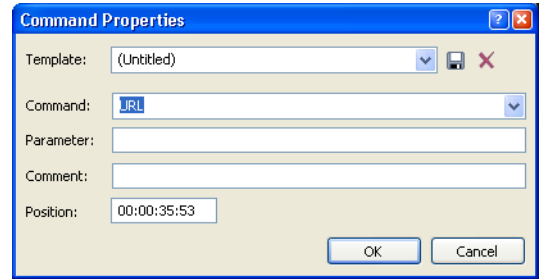 Command Properties
Template: (Untitled)
Command: URL
Parameter:
Comment:
Position: 00:00:35:53
OK Cancel